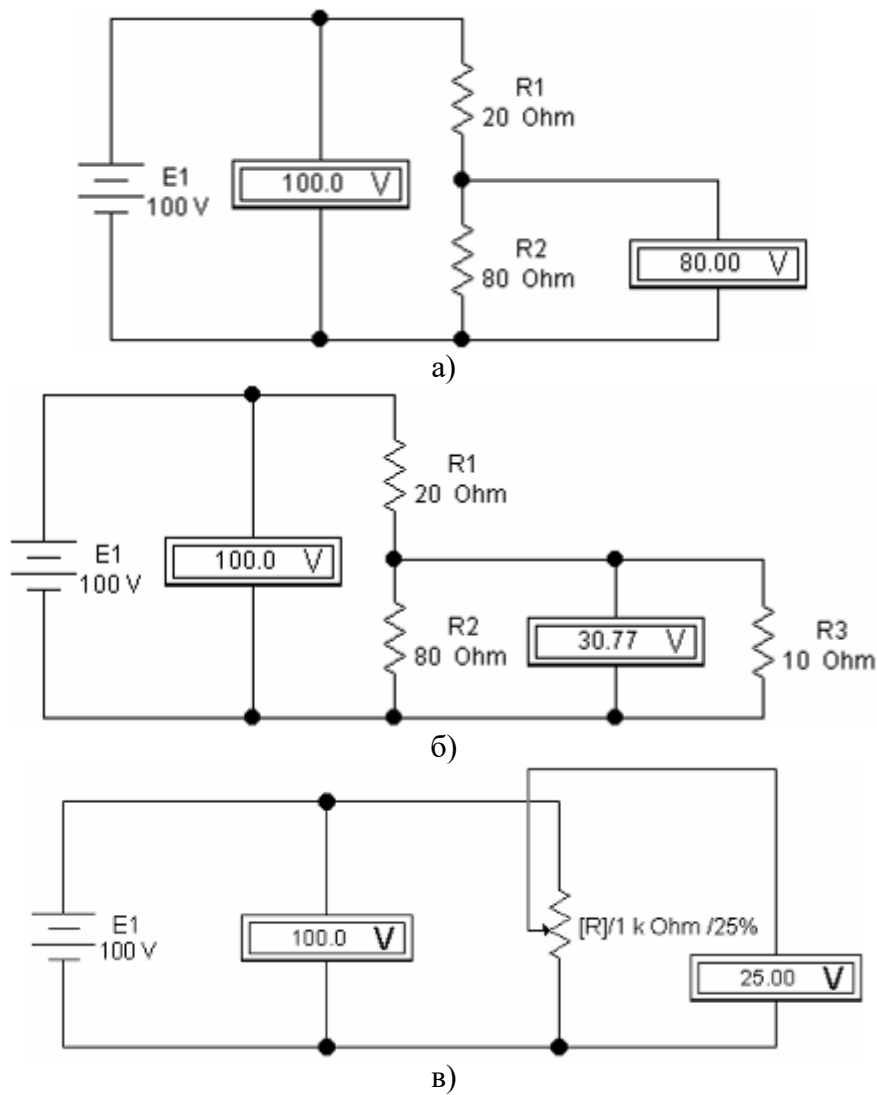 R1
20 Ohm
E1
100 V
100.0 V
R2
80 Ohm
80.00 V
а)
R1
20 Ohm
E1
100 V
100.0 V
R2
80 Ohm
30.77 V
R3
10 Ohm
б)
E1
100 V
100.0 V
[R]/1 k Ohm /25%
25.00 V
в)